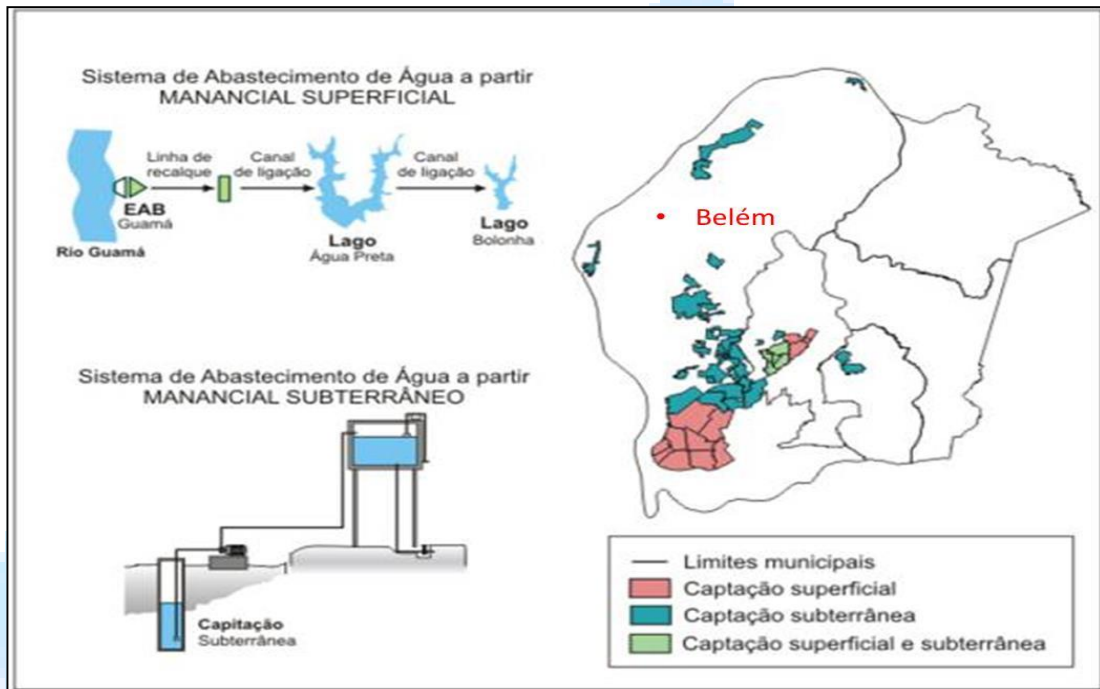 Sistema de Abastecimento de Água a partir
MANANCIAL SUPERFICIAL
Linha de
recalque
Canal
de ligação
Canal
de ligação
EAB
Guamá
Rio Guamá
Lago
Água Preta
Lago
Bolonha
Sistema de Abastecimento de Água a partir
MANANCIAL SUBTERRÂNEO
Capitação
Subterrânea
• Belém
Limites municipais
Captação superficial
Captação subterrânea
Captação superficial e subterrânea